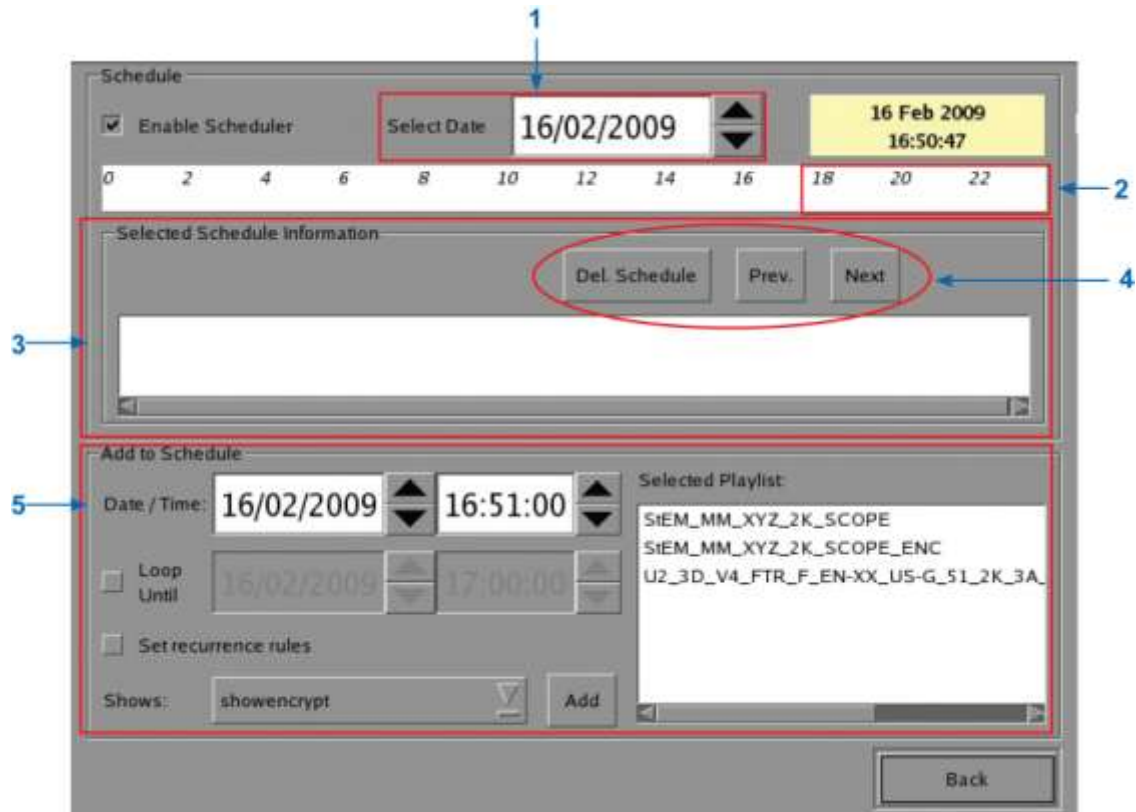 1
Schedule
Enable Scheduler
Select Date
16/02/2009
16 Feb 2009
16:50:47
0 2 4 6 8 10 12 14 16 18 20 22
2
Selected Schedule Information
Del. Schedule Prev. Next
4
3
Add to Schedule
5
Date / Time: 16/02/2009 16:51:00
Selected Playlist:
StEM_MM_XYZ_2K_SCOPE
StEM_MM_XYZ_2K_SCOPE_ENC
U2_3D_V4_FTR_F_EN-XX_US-G_51_2K_3A_
Loop
Until
16/02/2009 17:00:00
Set recurrence rules
Shows: showencrypt Add
Back